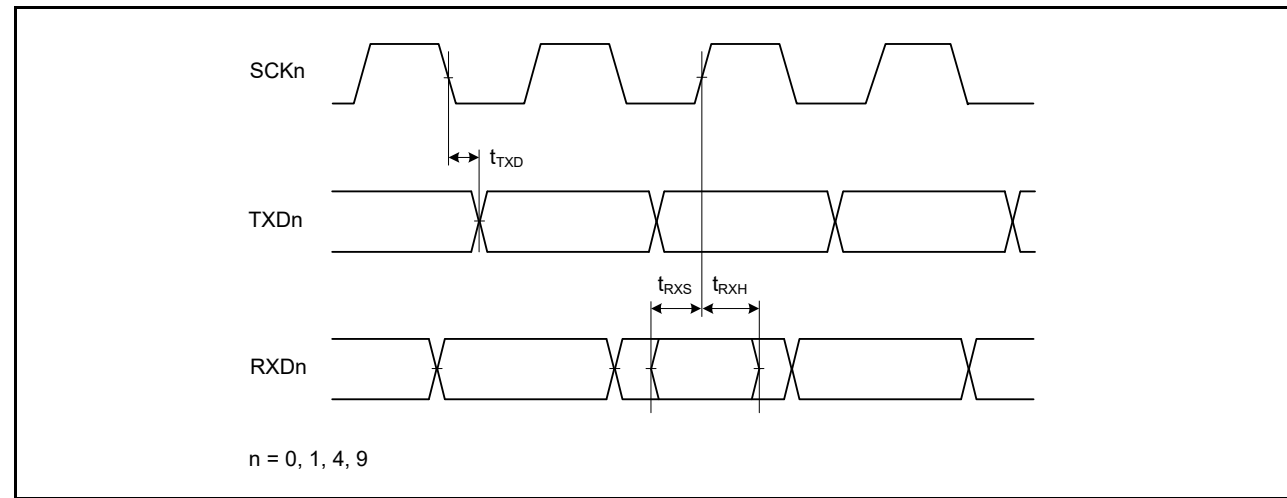 SCKn
tTXD
TXDn
tRXS tRXH
RXDn
n = 0, 1, 4, 9